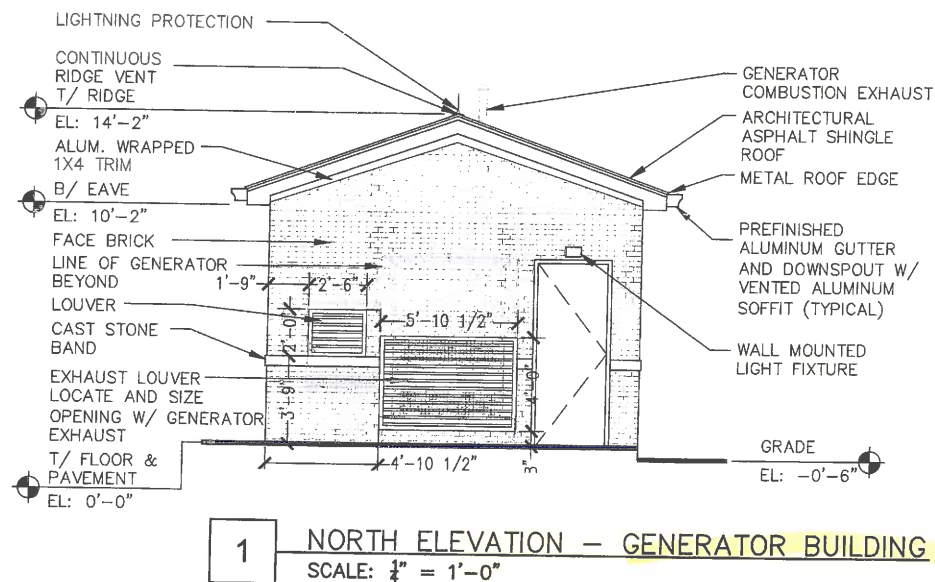 LIGHTNING PROTECTION
CONTINUOUS
RIDGE VENT
T/ RIDGE
EL: 14'-2"
ALUM. WRAPPED
1X4 TRIM
B/ EAVE
EL: 10'-2"
FACE BRICK
LINE OF GENERATOR
BEYOND
1'-9"
2'-6"
LOUVER
2'-0"
CAST STONE
BAND
5'-10 1/2"
EXHAUST LOUVER
LOCATE AND SIZE
OPENING W/ GENERATOR
EXHAUST
3'-9"
T/ FLOOR &
PAVEMENT
EL: 0'-0"
4'-10 1/2"
GENERATOR
COMBUSTION EXHAUST
ARCHITECTURAL
ASPHALT SHINGLE
ROOF
METAL ROOF EDGE
PREFINISHED
ALUMINUM GUTTER
AND DOWNSPOUT W/
VENTED ALUMINUM
SOFFIT (TYPICAL)
WALL MOUNTED
LIGHT FIXTURE
GRADE
EL: -0'-6"
1
NORTH ELEVATION - GENERATOR BUILDING
SCALE: ¼" = 1'-0"